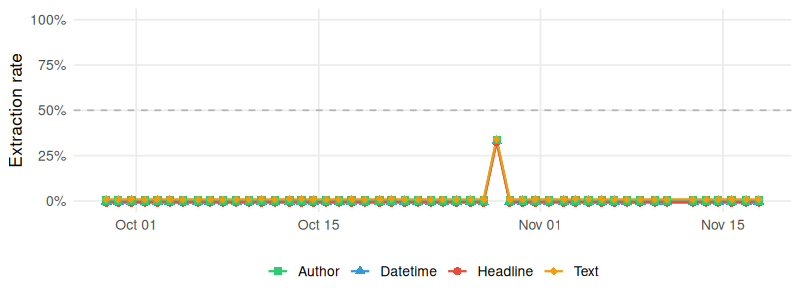 100%
75%
50%
25%
0%
Extraction rate
Oct 01 Oct 15 Nov 01 Nov 15
Author Datetime Headline Text